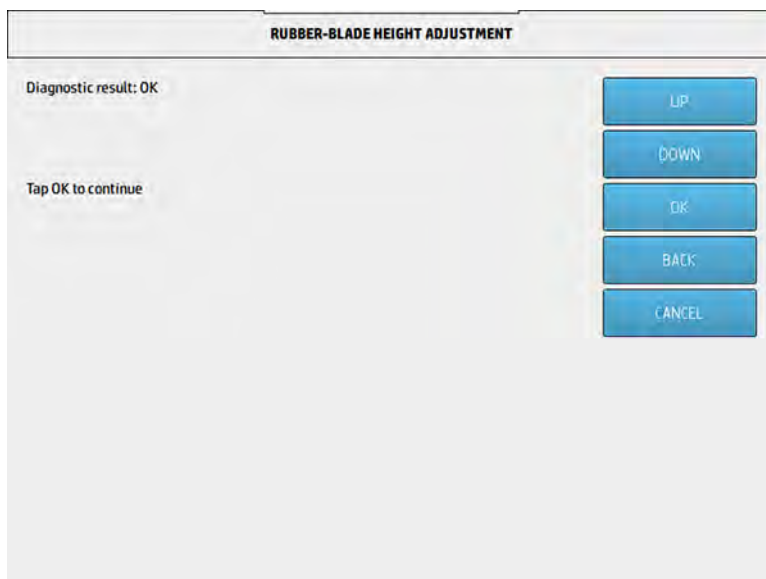 RUBBER-BLADE HEIGHT ADJUSTMENT
Diagnostic result: OK
Tap OK to continue
UP
DOWN
OK
BACK
CANCEL